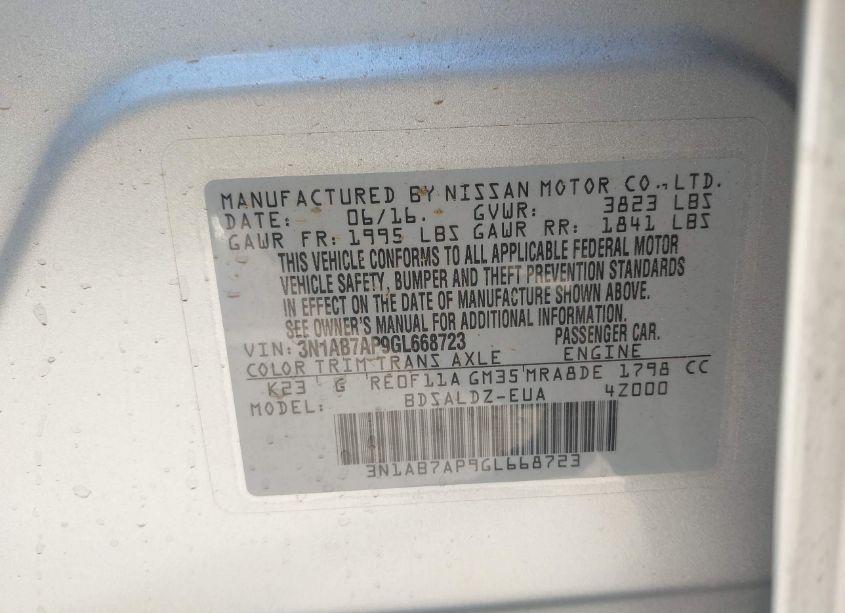 MANUFACTURED BY NISSAN MOTOR CO.,LTD.
DATE: 06/16. GVWR: 3823 LBS
GAWR FR: 1995 LBS GAWR RR: 1841 LBS
THIS VEHICLE CONFORMS TO ALL APPLICABLE FEDERAL MOTOR
VEHICLE SAFETY, BUMPER AND THEFT PREVENTION STANDARDS
IN EFFECT ON THE DATE OF MANUFACTURE SHOWN ABOVE.
SEE OWNER'S MANUAL FOR ADDITIONAL INFORMATION.
VIN: 3N1AB7AP9GL668723 PASSENGER CAR.
COLOR TRIM TRANS AXLE ENGINE
K23 G RE0F11A GM35 MRA8DE 1798 CC
MODEL: BDSALDZ-EUA 4Z000
3N1AB7AP9GL668723